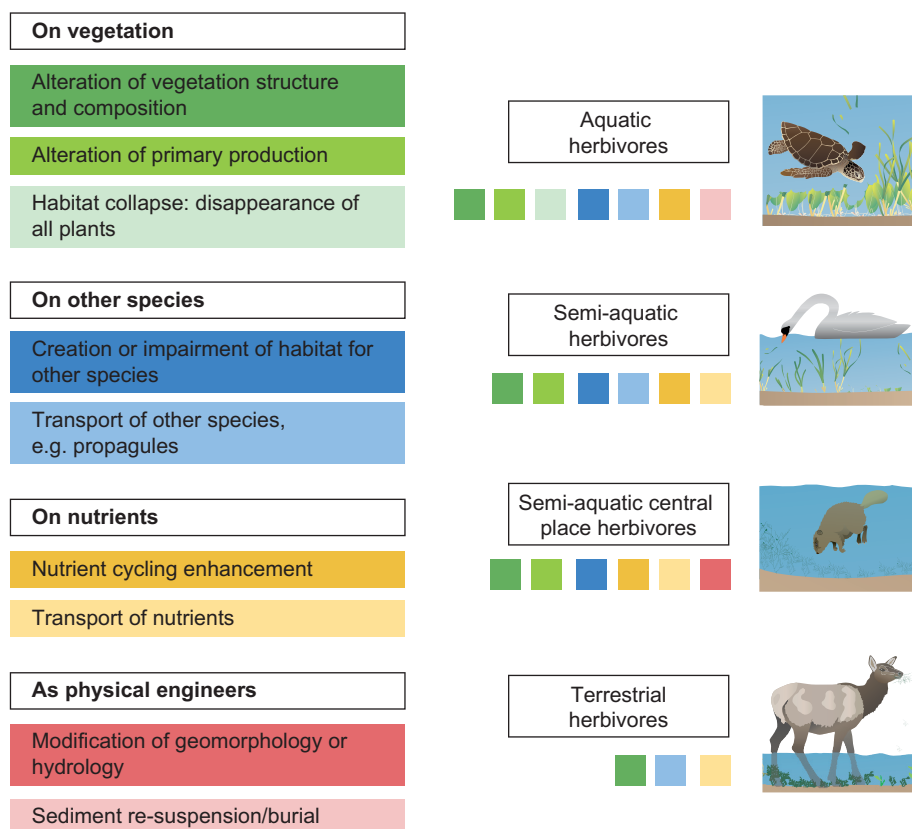 On vegetation
Alteration of vegetation structure
and composition
Alteration of primary production
Habitat collapse: disappearance of
all plants
On other species
Creation or impairment of habitat for
other species
Transport of other species,
e.g. propagules
On nutrients
Nutrient cycling enhancement
Transport of nutrients
As physical engineers
Modification of geomorphology or
hydrology
Sediment re-suspension/burial
Aquatic
herbivores
Semi-aquatic
herbivores
Semi-aquatic central
place herbivores
Terrestrial
herbivores